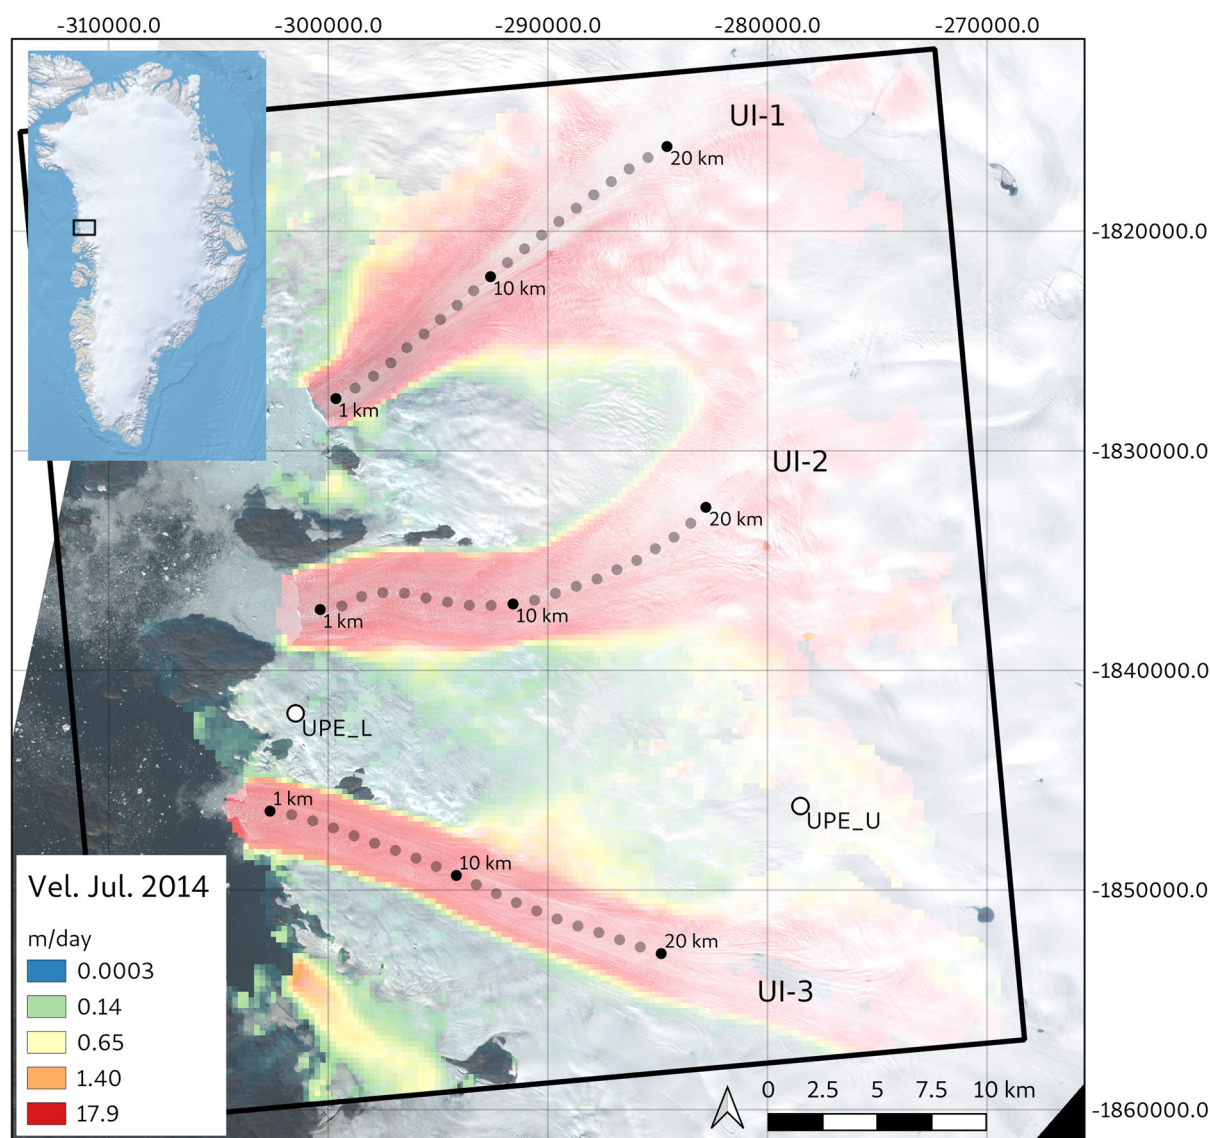 -310000.0 -300000.0 -290000.0 -280000.0 -270000.0
UI-1
20 km
-1820000.0
10 km
1 km
-1830000.0
UI-2
20 km
10 km
1 km
-1840000.0
UPE_L
1 km
UPE_U
10 km
-1850000.0
20 km
UI-3
Vel. Jul. 2014
m/day
0.0003
0.14
0.65
1.40
17.9
0 2.5 5 7.5 10 km
-1860000.0